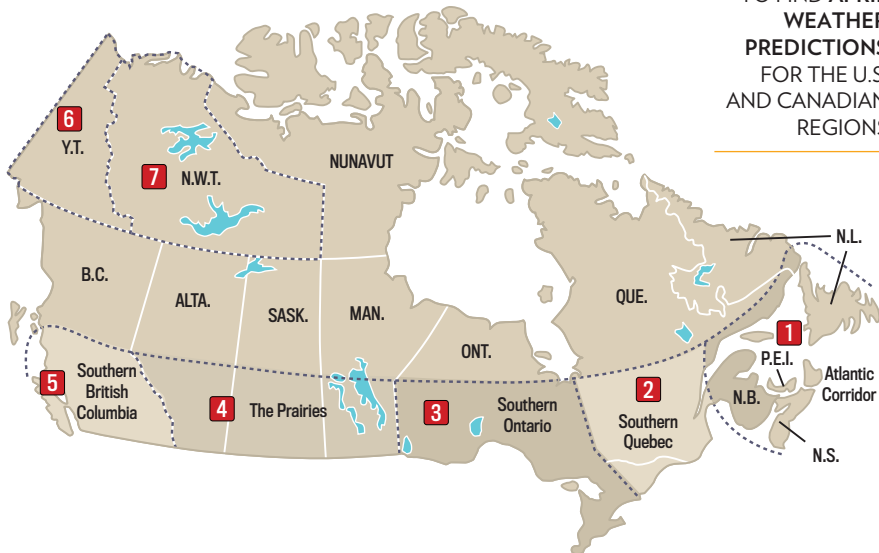 WEATHER
PREDICTIONS
FOR THE U.S.
AND CANADIAN
REGIONS
6
Y.T.
7
N.W.T.
NUNAVUT
N.L.
B.C.
ALTA.
SASK.
MAN.
ONT.
QUE.
1
P.E.I.
Atlantic
Corridor
N.B.
N.S.
5
Southern
British
Columbia
4
The Prairies
3
Southern
Ontario
2
Southern
Quebec